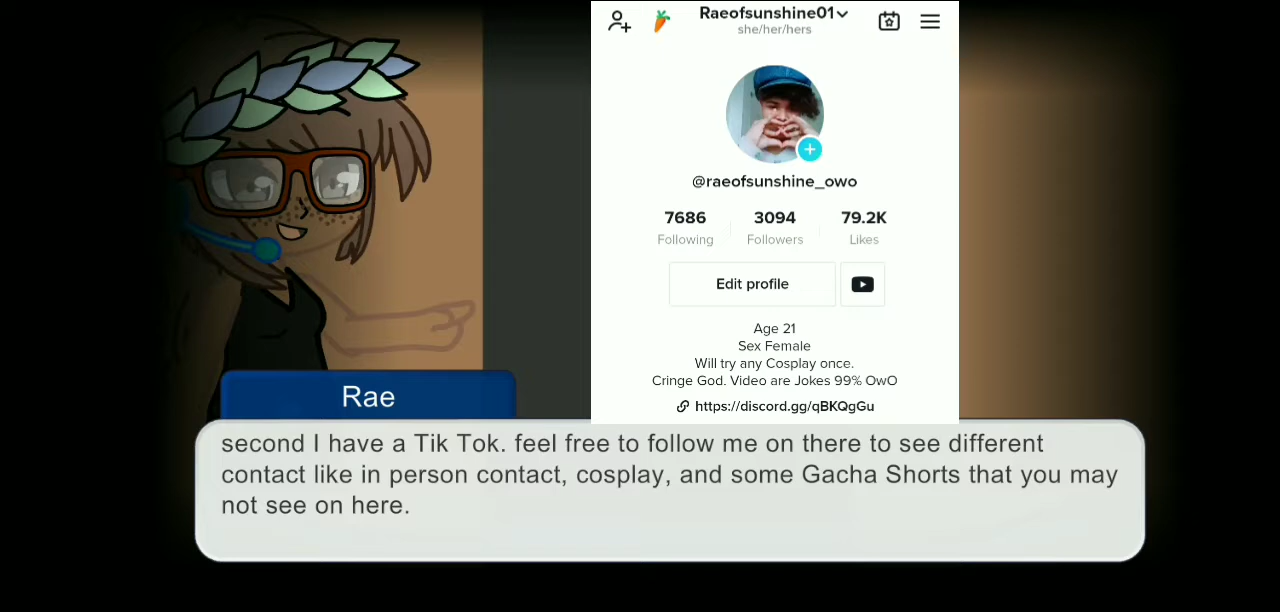 Raeofsunshine01
she/her/hers
@raeofsunshine_owo
7686 3094 79.2K
Following Followers Likes
Edit profile
Age 21
Sex Female
Will try any Cosplay once.
Cringe God. Video are Jokes 99% OwO
https://discord.gg/qBKQgGu
Rae
second I have a Tik Tok. feel free to follow me on there to see different
contact like in person contact, cosplay, and some Gacha Shorts that you may
not see on here.